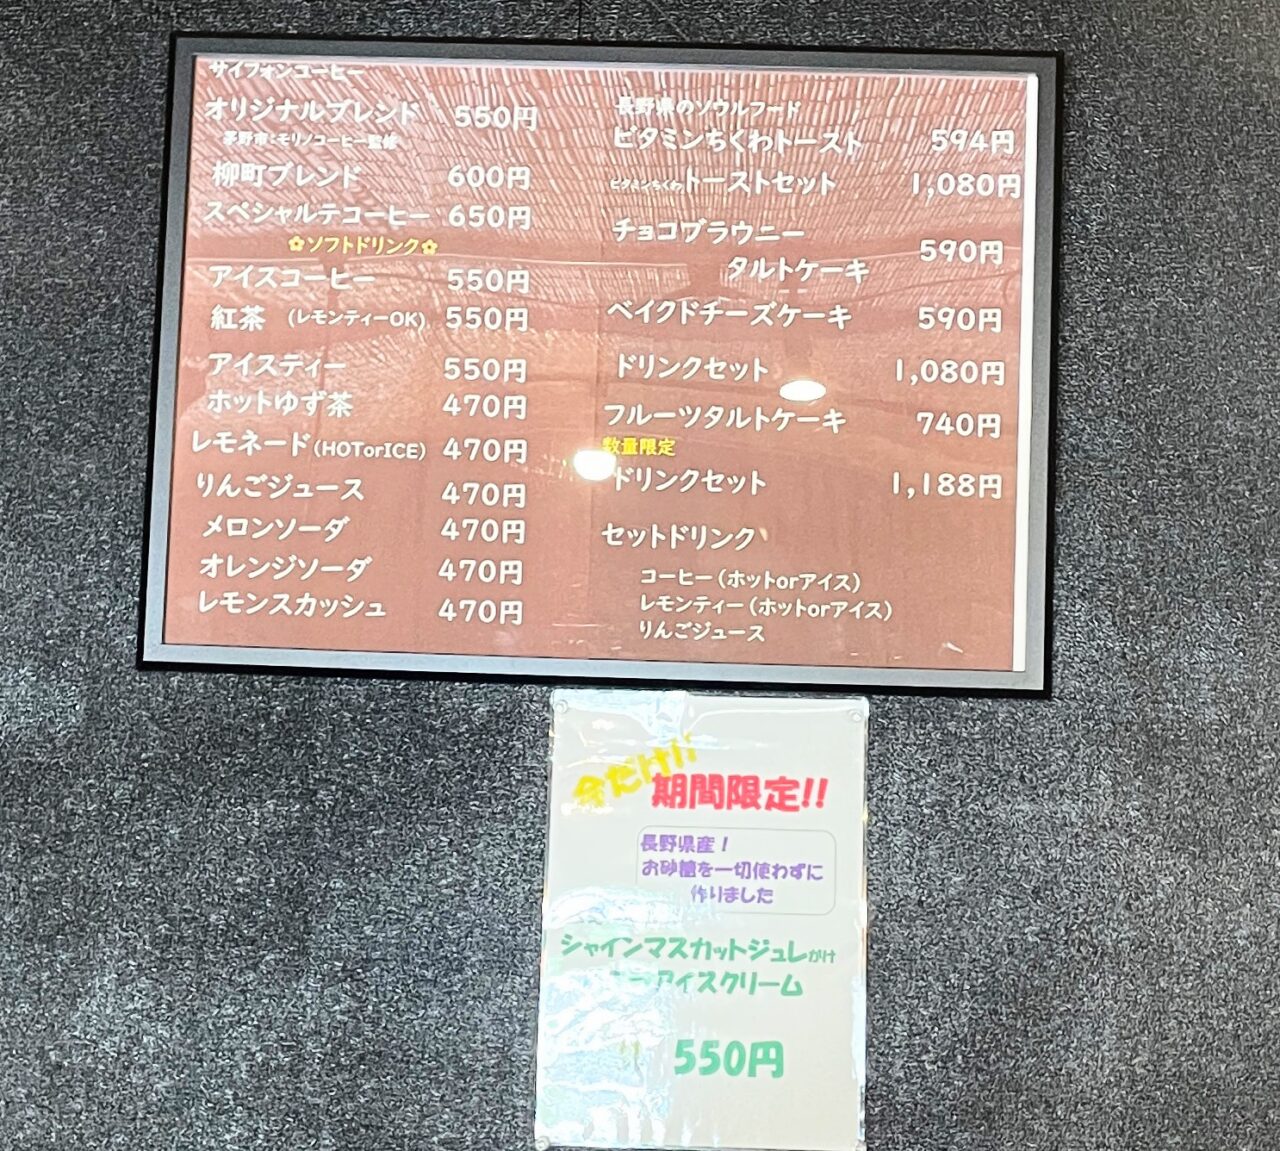 サイフォンコーヒー
オリジナルブレンド 550円
茅野市:モリノコーヒー監修
柳町ブレンド 600円
スペシャルテコーヒー 650円
✿ソフトドリンク✿
アイスコーヒー 550円
紅茶 (レモンティーOK) 550円
アイスティー 550円
ホットゆず茶 470円
レモネード(HOTorICE) 470円
りんごジュース 470円
メロンソーダ 470円
オレンジソーダ 470円
レモンスカッシュ 470円
長野県のソウルフード
ビタミンちくわトースト 594円
ビタミンちくわトーストセット 1,080円
チョコブラウニー
タルトケーキ 590円
ベイクドチーズケーキ 590円
ドリンクセット 1,080円
フルーツタルトケーキ 740円
数量限定
ドリンクセット 1,188円
セットドリンク
コーヒー(ホットorアイス)
レモンティー(ホットorアイス)
りんごジュース
今だけ!!
期間限定!!
長野県産!
お砂糖を一切使わずに
作りました
シャインマスカットジュレがけ
アイスクリーム
550円